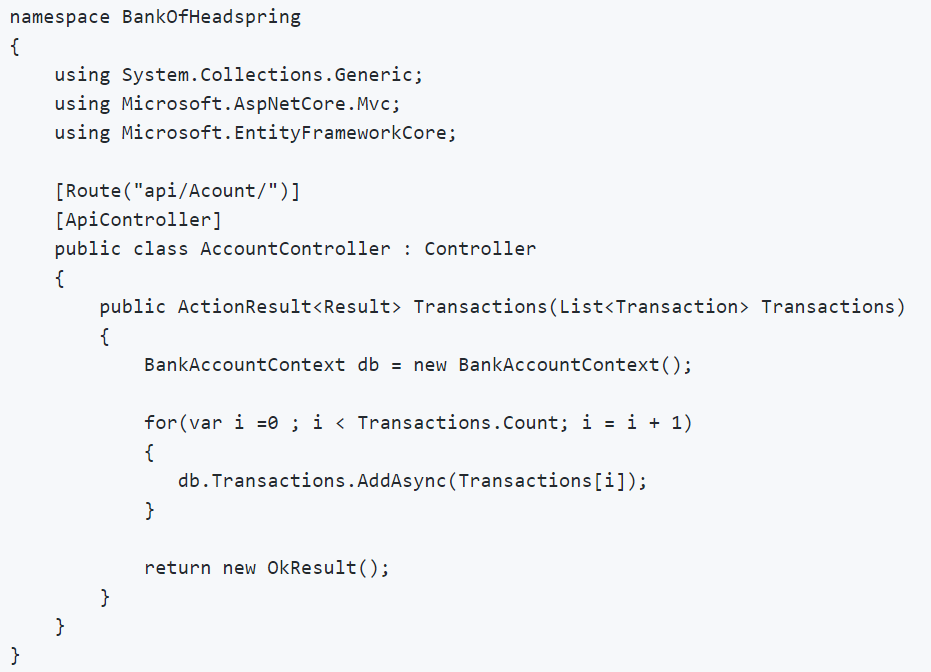 namespace BankOfHeadspring
{
    using System.Collections.Generic;
    using Microsoft.AspNetCore.Mvc;
    using Microsoft.EntityFrameworkCore;

    [Route("api/Acount/")]
    [ApiController]
    public class AccountController : Controller
    {
        public ActionResult<Result> Transactions(List<Transaction> Transactions)
        {
            BankAccountContext db = new BankAccountContext();

            for(var i =0 ; i < Transactions.Count; i = i + 1)
            {
               db.Transactions.AddAsync(Transactions[i]);
            }

            return new OkResult();
        }
    }
}